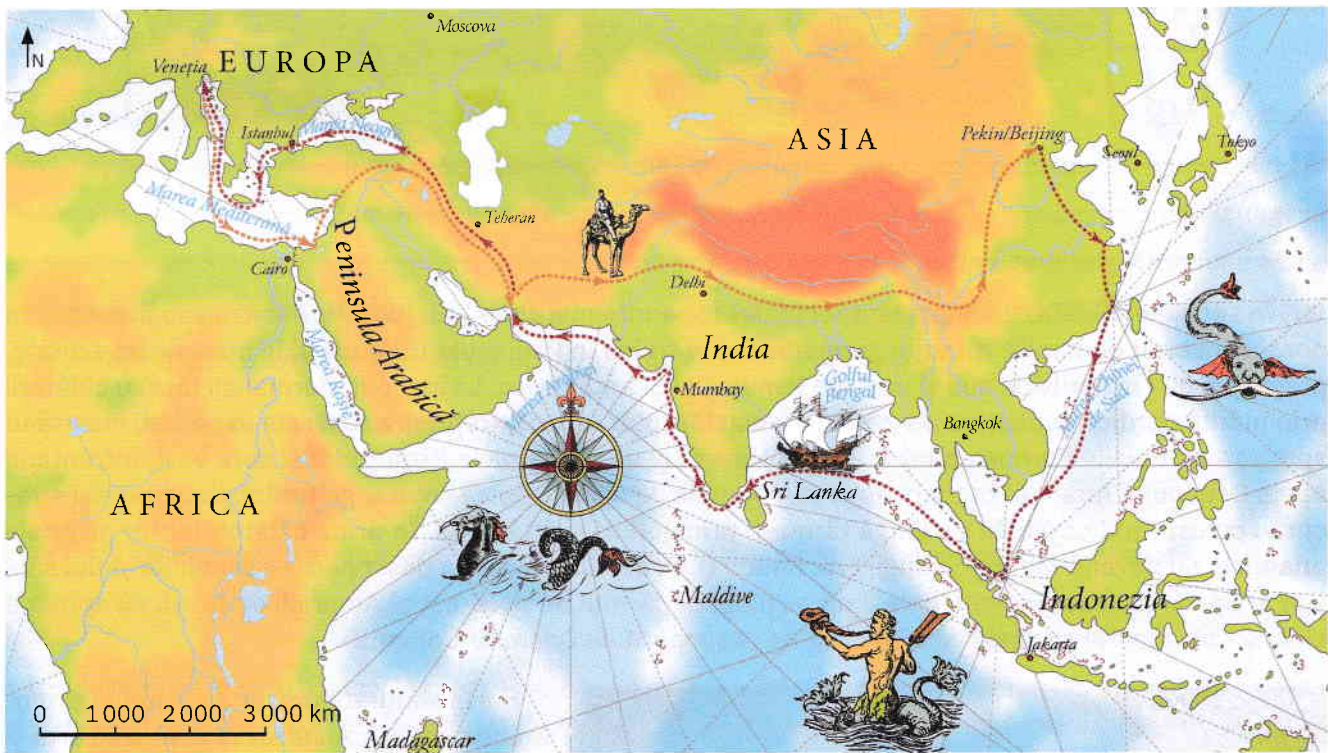 Moscova
N
EUROPA
Veneția
Istanbul
Marea Neagră
ASIA
Pekin/Beijing
Seoul
Tokyo
Marea Mediterană
Teheran
Cairo
Peninsula Arabică
Delhi
Marea Roșie
India
Marea Arabiei
Mumbay
Golful
Bengal
Marea Chinei
de Sud
Bangkok
AFRICA
Sri Lanka
Maldive
Indonezia
Jakarta
0 1000 2000 3000 km
Madagascar